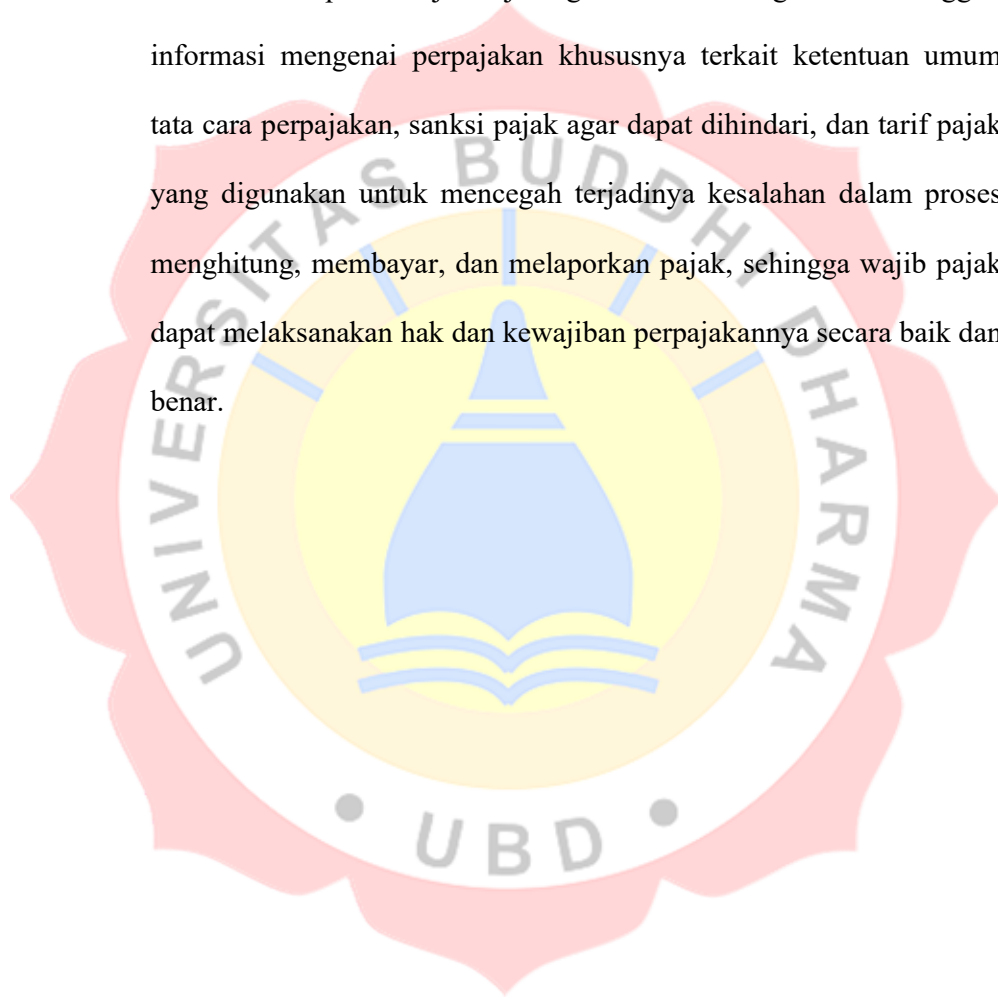 informasi mengenai perpajakan khususnya terkait ketentuan umum
tata cara perpajakan, sanksi pajak agar dapat dihindari, dan tarif pajak
yang digunakan untuk mencegah terjadinya kesalahan dalam proses
menghitung, membayar, dan melaporkan pajak, sehingga wajib pajak
dapat melaksanakan hak dan kewajiban perpajakannya secara baik dan
benar.
UNIVERSITAS BUDDHI DHARMA
• UBD •